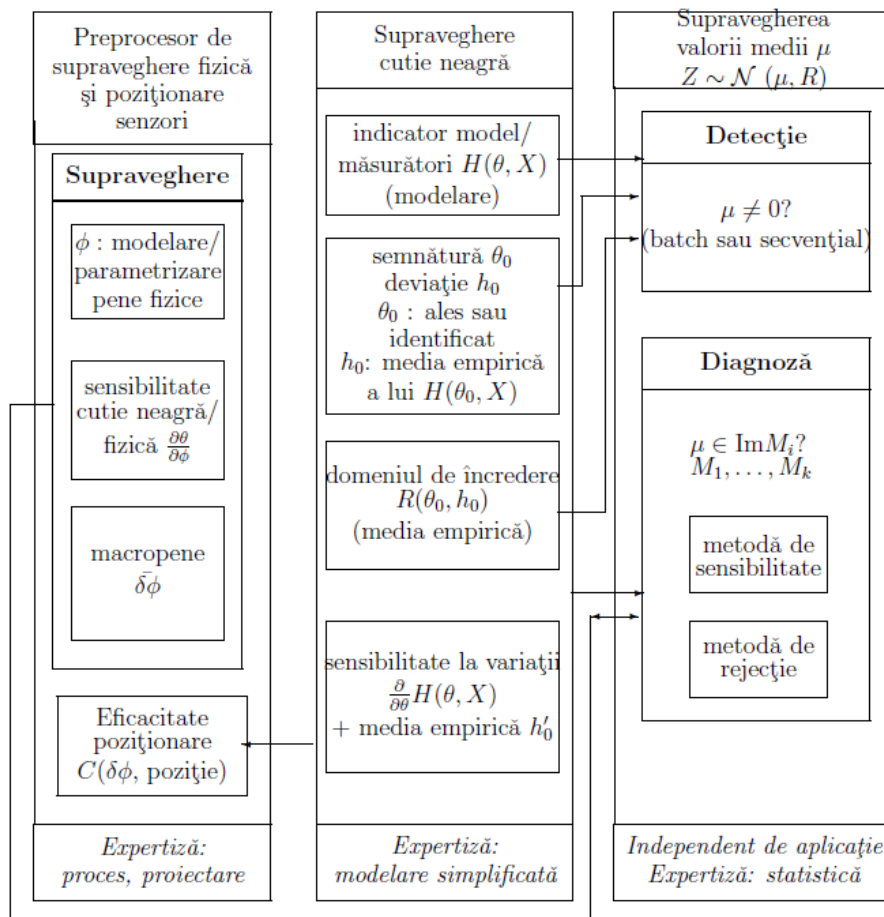 Preprocesor de
supraveghere fizică
şi poziţionare
senzori
Supraveghere
ϕ : modelare/
parametrizare
pene fizice
sensibilitate
cutie neagră/
fizică ∂θ/∂ϕ
macropene
δ̄ϕ
Eficacitate
poziţionare
C(δϕ, poziţie)
Expertiză:
proces, proiectare
Supraveghere
cutie neagră
indicator model/
măsurători H(θ, X)
(modelare)
semnătură θ₀
deviaţie h₀
θ₀ : ales sau
identificat
h₀: media empirică
a lui H(θ₀, X)
domeniul de încredere
R(θ₀, h₀)
(media empirică)
sensibilitate la variaţii
∂/∂θ H(θ, X)
+ media empirică h′₀
Expertiză:
modelare simplificată
Supravegherea
valorii medii μ
Z ∼ 𝒩 (μ, R)
Detecţie
μ ≠ 0?
(batch sau secvenţial)
Diagnoză
μ ∈ ImMᵢ?
M₁, . . . , Mₖ
metodă de
sensibilitate
metodă de
rejecţie
Independent de aplicaţie
Expertiză: statistică